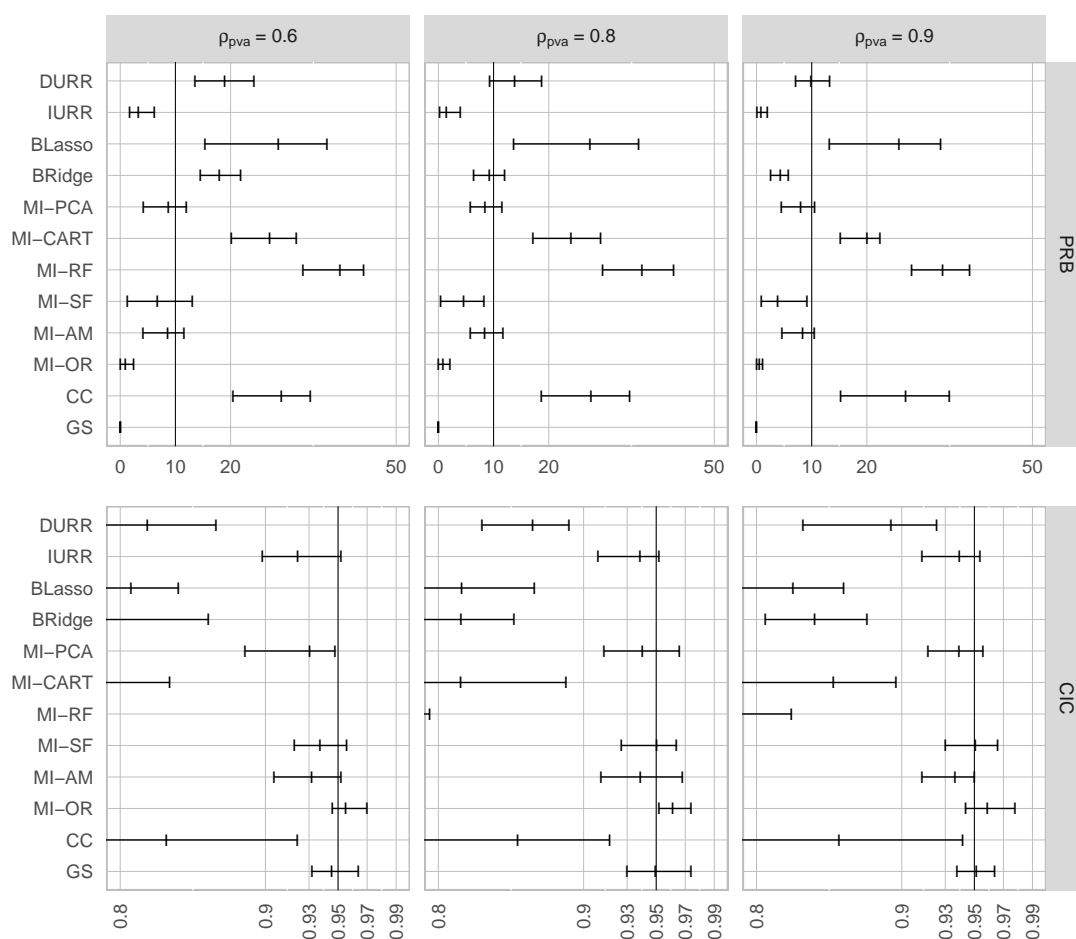 ρpva = 0.6 ρpva = 0.8 ρpva = 0.9
DURR
IURR
BLasso
BRidge
MI−PCA
MI−CART
MI−RF
MI−SF
MI−AM
MI−OR
CC
GS
PRB
0 10 20 50 0 10 20 50 0 10 20 50
DURR
IURR
BLasso
BRidge
MI−PCA
MI−CART
MI−RF
MI−SF
MI−AM
MI−OR
CC
GS
CIC
0.8 0.9 0.93 0.95 0.97 0.99 0.8 0.9 0.93 0.95 0.97 0.99 0.8 0.9 0.93 0.95 0.97 0.99